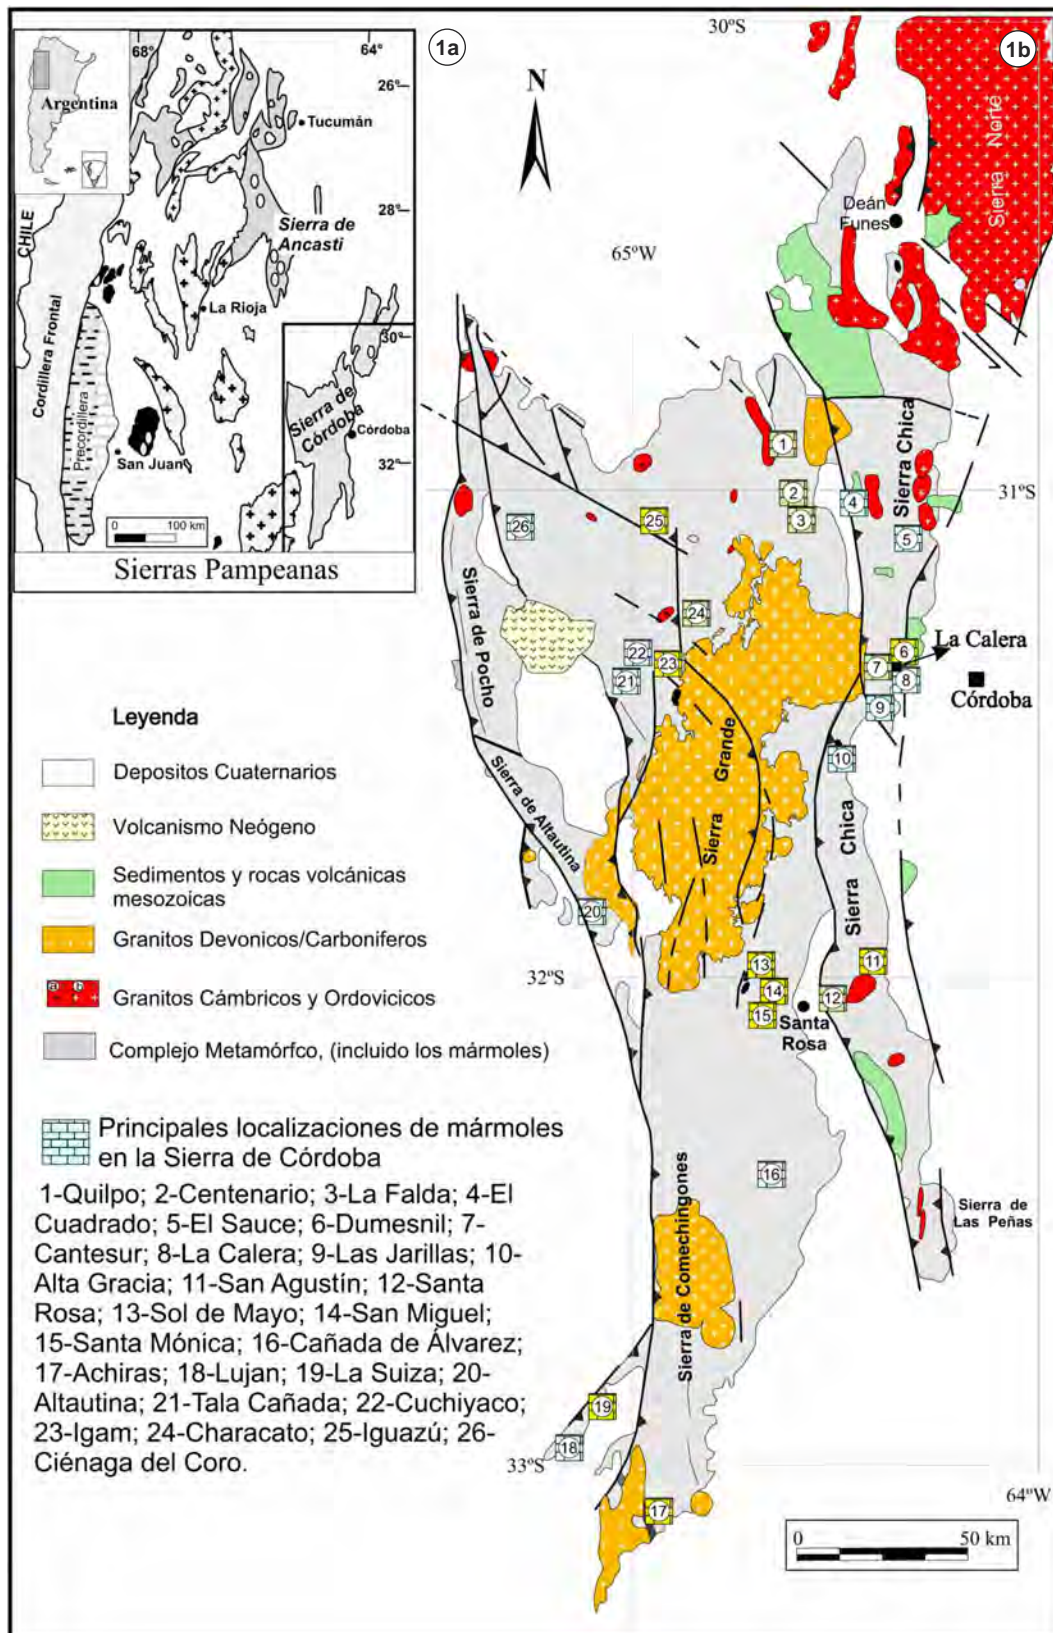 1a
1b
30ºS
68°
64°
26°
Argentina
Tucumán
N
Sierra Norte
Deán
Funes
28°
CHILE
Sierra de
Ancasti
65ºW
La Rioja
30°
Cordillera Frontal
Precordillera
Sierra de
Córdoba
Córdoba
San Juan
32°
0
100 km
Sierras Pampeanas
1
2
3
4
5
Sierra Chica
31ºS
25
26
24
22
23
21
6
7
8
9
10
La Calera
Córdoba
Sierra de Pocho
Sierra Grande
Sierra de Altautina
Sierra Chica
20
32ºS
13
14
15
11
12
Santa
Rosa
16
Sierra de
Las Peñas
Sierra de Comechingones
19
18
33ºS
17
64ºW
0
50 km
Leyenda
Depositos Cuaternarios
Volcanismo Neógeno
Sedimentos y rocas volcánicas
mesozoicas
Granitos Devonicos/Carboniferos
a
b
Granitos Cámbricos y Ordovicicos
Complejo Metamórfco, (incluido los mármoles)
Principales localizaciones de mármoles
en la Sierra de Córdoba
1-Quilpo; 2-Centenario; 3-La Falda; 4-El
Cuadrado; 5-El Sauce; 6-Dumesnil; 7-
Cantesur; 8-La Calera; 9-Las Jarillas; 10-
Alta Gracia; 11-San Agustín; 12-Santa
Rosa; 13-Sol de Mayo; 14-San Miguel;
15-Santa Mónica; 16-Cañada de Álvarez;
17-Achiras; 18-Lujan; 19-La Suiza; 20-
Altautina; 21-Tala Cañada; 22-Cuchiyaco;
23-Igam; 24-Characato; 25-Iguazú; 26-
Ciénaga del Coro.